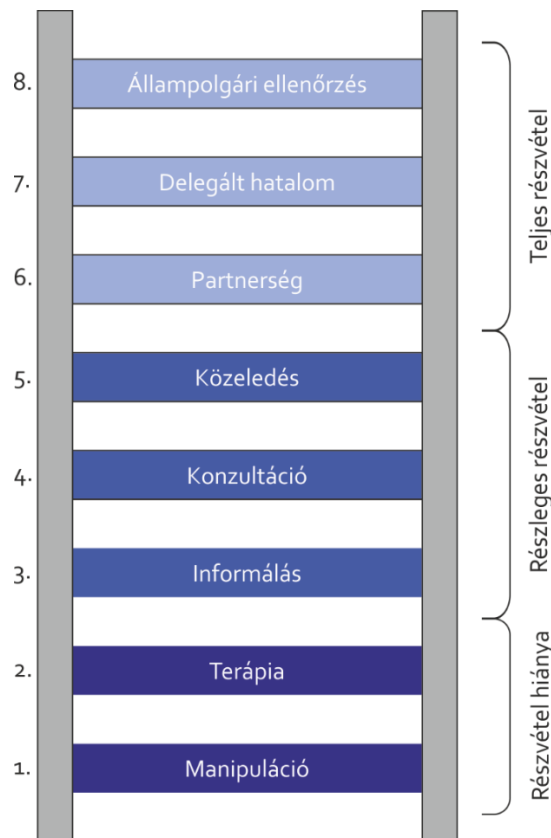 8. Állampolgári ellenőrzés
7. Delegált hatalom
6. Partnerség
Teljes részvétel
5. Közeledés
4. Konzultáció
3. Informálás
Részleges részvétel
2. Terápia
1. Manipuláció
Részvétel hiánya